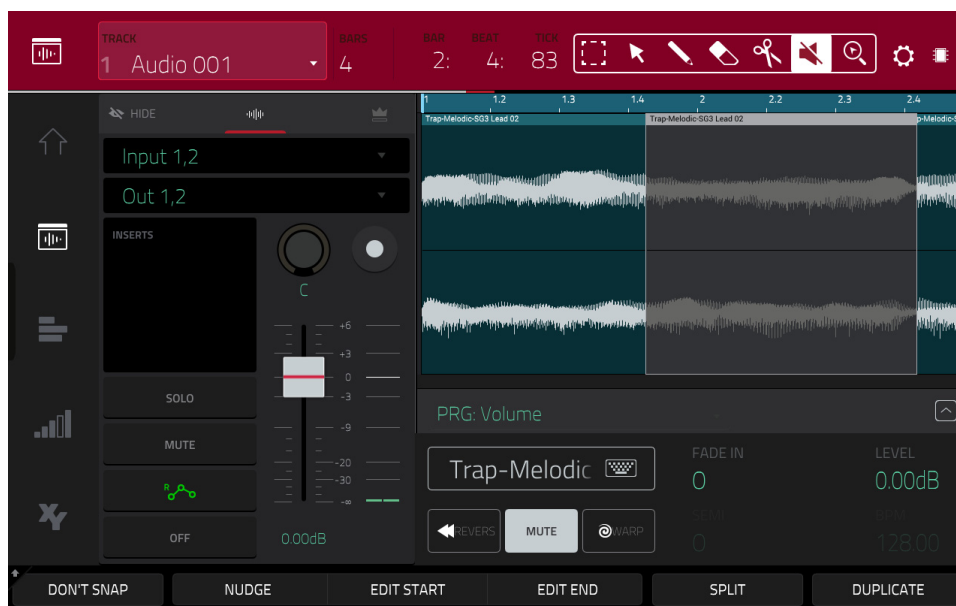 TRACK
BARS
BAR
BEAT
TICK
1 Audio 001
4
2:
4:
83
1
1.2
1.3
1.4
2
2.2
2.3
2.4
HIDE
Trap-Melodic-SG3 Lead 02
Trap-Melodic-SG3 Lead 02
p-Melodic-S
Input 1,2
Out 1,2
INSERTS
C
+6
+3
0
-3
-9
-20
-30
-∞
SOLO
MUTE
R
OFF
0.00dB
PRG: Volume
Trap-Melodic
FADE IN
LEVEL
0
0.00dB
REVERS
MUTE
WARP
SEMI
BPM
0
128.00
XY
DON'T SNAP
NUDGE
EDIT START
EDIT END
SPLIT
DUPLICATE